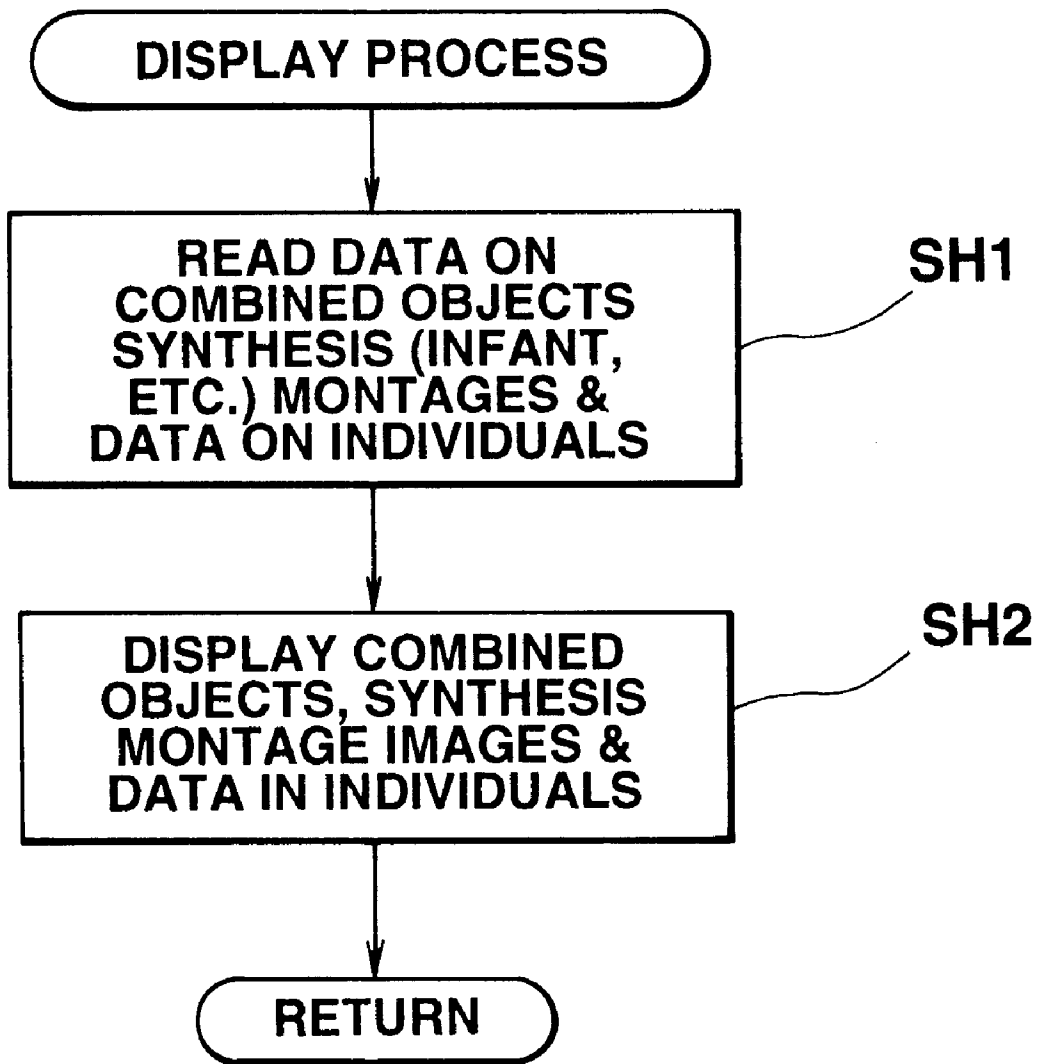 DISPLAY PROCESS
READ DATA ON
COMBINED OBJECTS
SYNTHESIS (INFANT,
ETC.) MONTAGES &
DATA ON INDIVIDUALS
SH1
DISPLAY COMBINED
OBJECTS, SYNTHESIS
MONTAGE IMAGES &
DATA IN INDIVIDUALS
SH2
RETURN